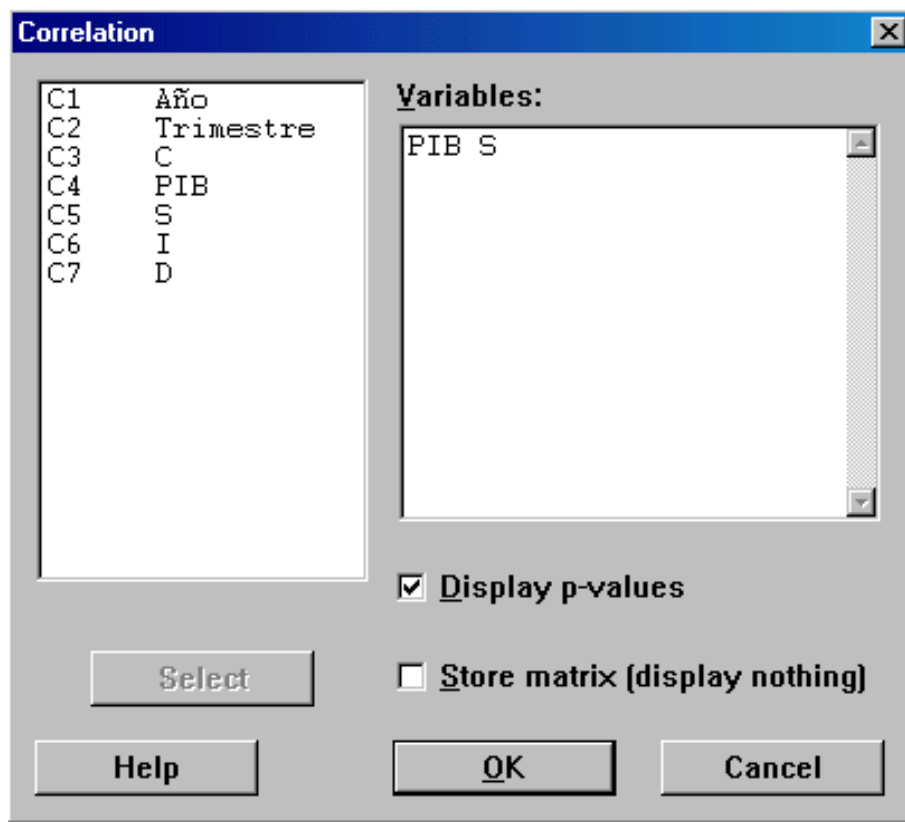 Correlation
C1 Año
C2 Trimestre
C3 C
C4 PIB
C5 S
C6 I
C7 D
Variables:
PIB S
Display p-values
Store matrix (display nothing)
Select
Help
OK
Cancel